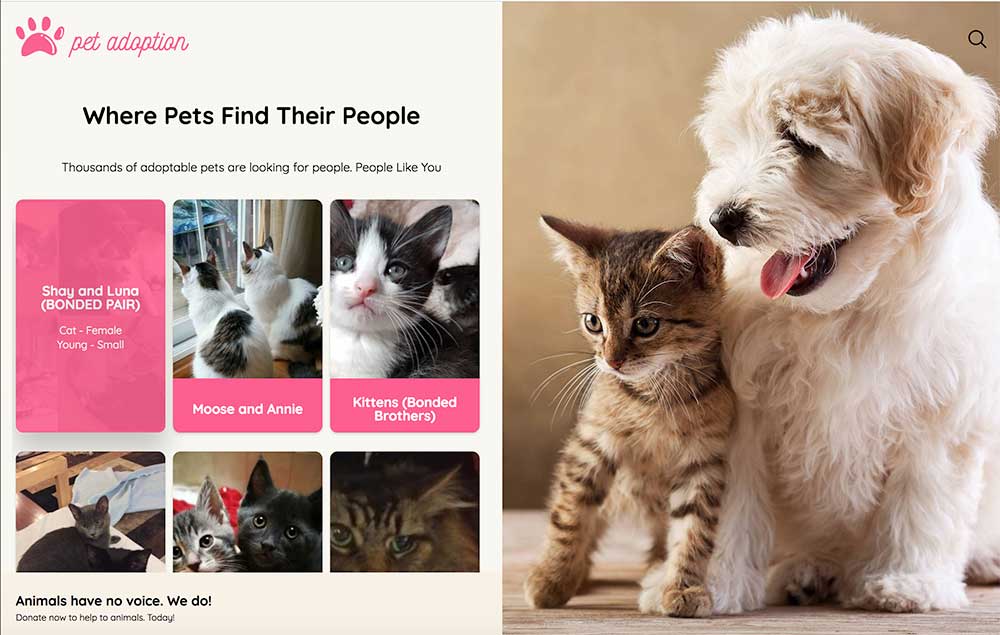 pet adoption
Where Pets Find Their People
Thousands of adoptable pets are looking for people. People Like You
Shay and Luna
(BONDED PAIR)
Cat - Female
Young - Small
Moose and Annie
Kittens (Bonded
Brothers)
Animals have no voice. We do!
Donate now to help to animals. Today!